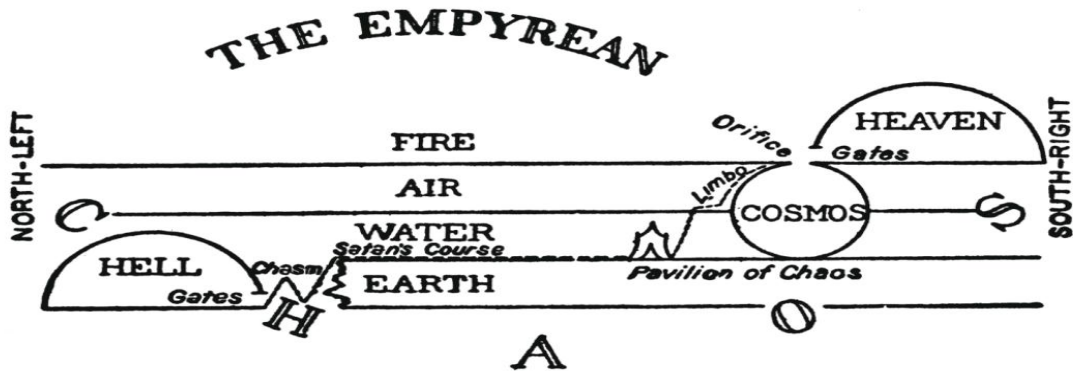 THE EMPYREAN
NORTH-LEFT
SOUTH-RIGHT
FIRE
Orifice
HEAVEN
Gates
AIR
Limbo
C
COSMOS
S
WATER
Satan's Course
HELL
Chasm
Pavilion of Chaos
Gates
EARTH
H
O
A